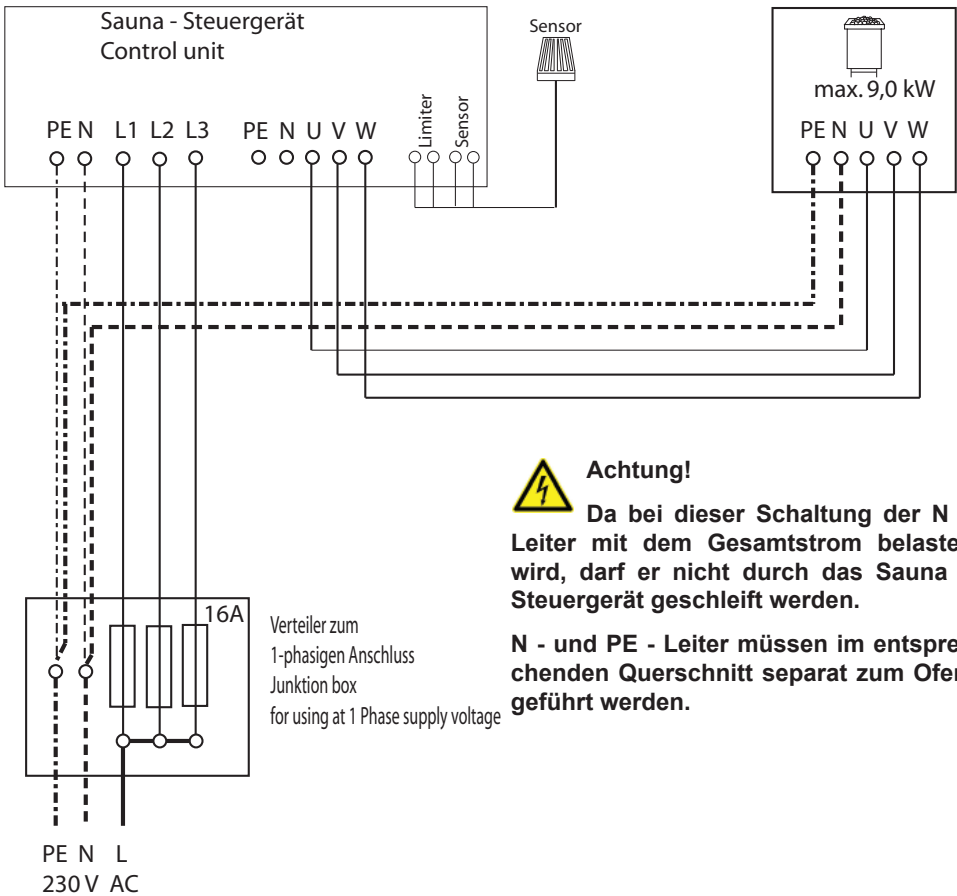 Sauna - Steuergerät
Control unit
Sensor
max. 9,0 kW
PE N L1 L2 L3 PE N U V W
Limiter
Sensor
PE N U V W
Achtung!
Da bei dieser Schaltung der N
Leiter mit dem Gesamtstrom belaste
wird, darf er nicht durch das Sauna
Steuergerät geschleift werden.
N - und PE - Leiter müssen im entspre
chenden Querschnitt separat zum Ofen
geführt werden.
16A
Verteiler zum
1-phasigen Anschluss
Junktion box
for using at 1 Phase supply voltage
PE N L
230 V AC